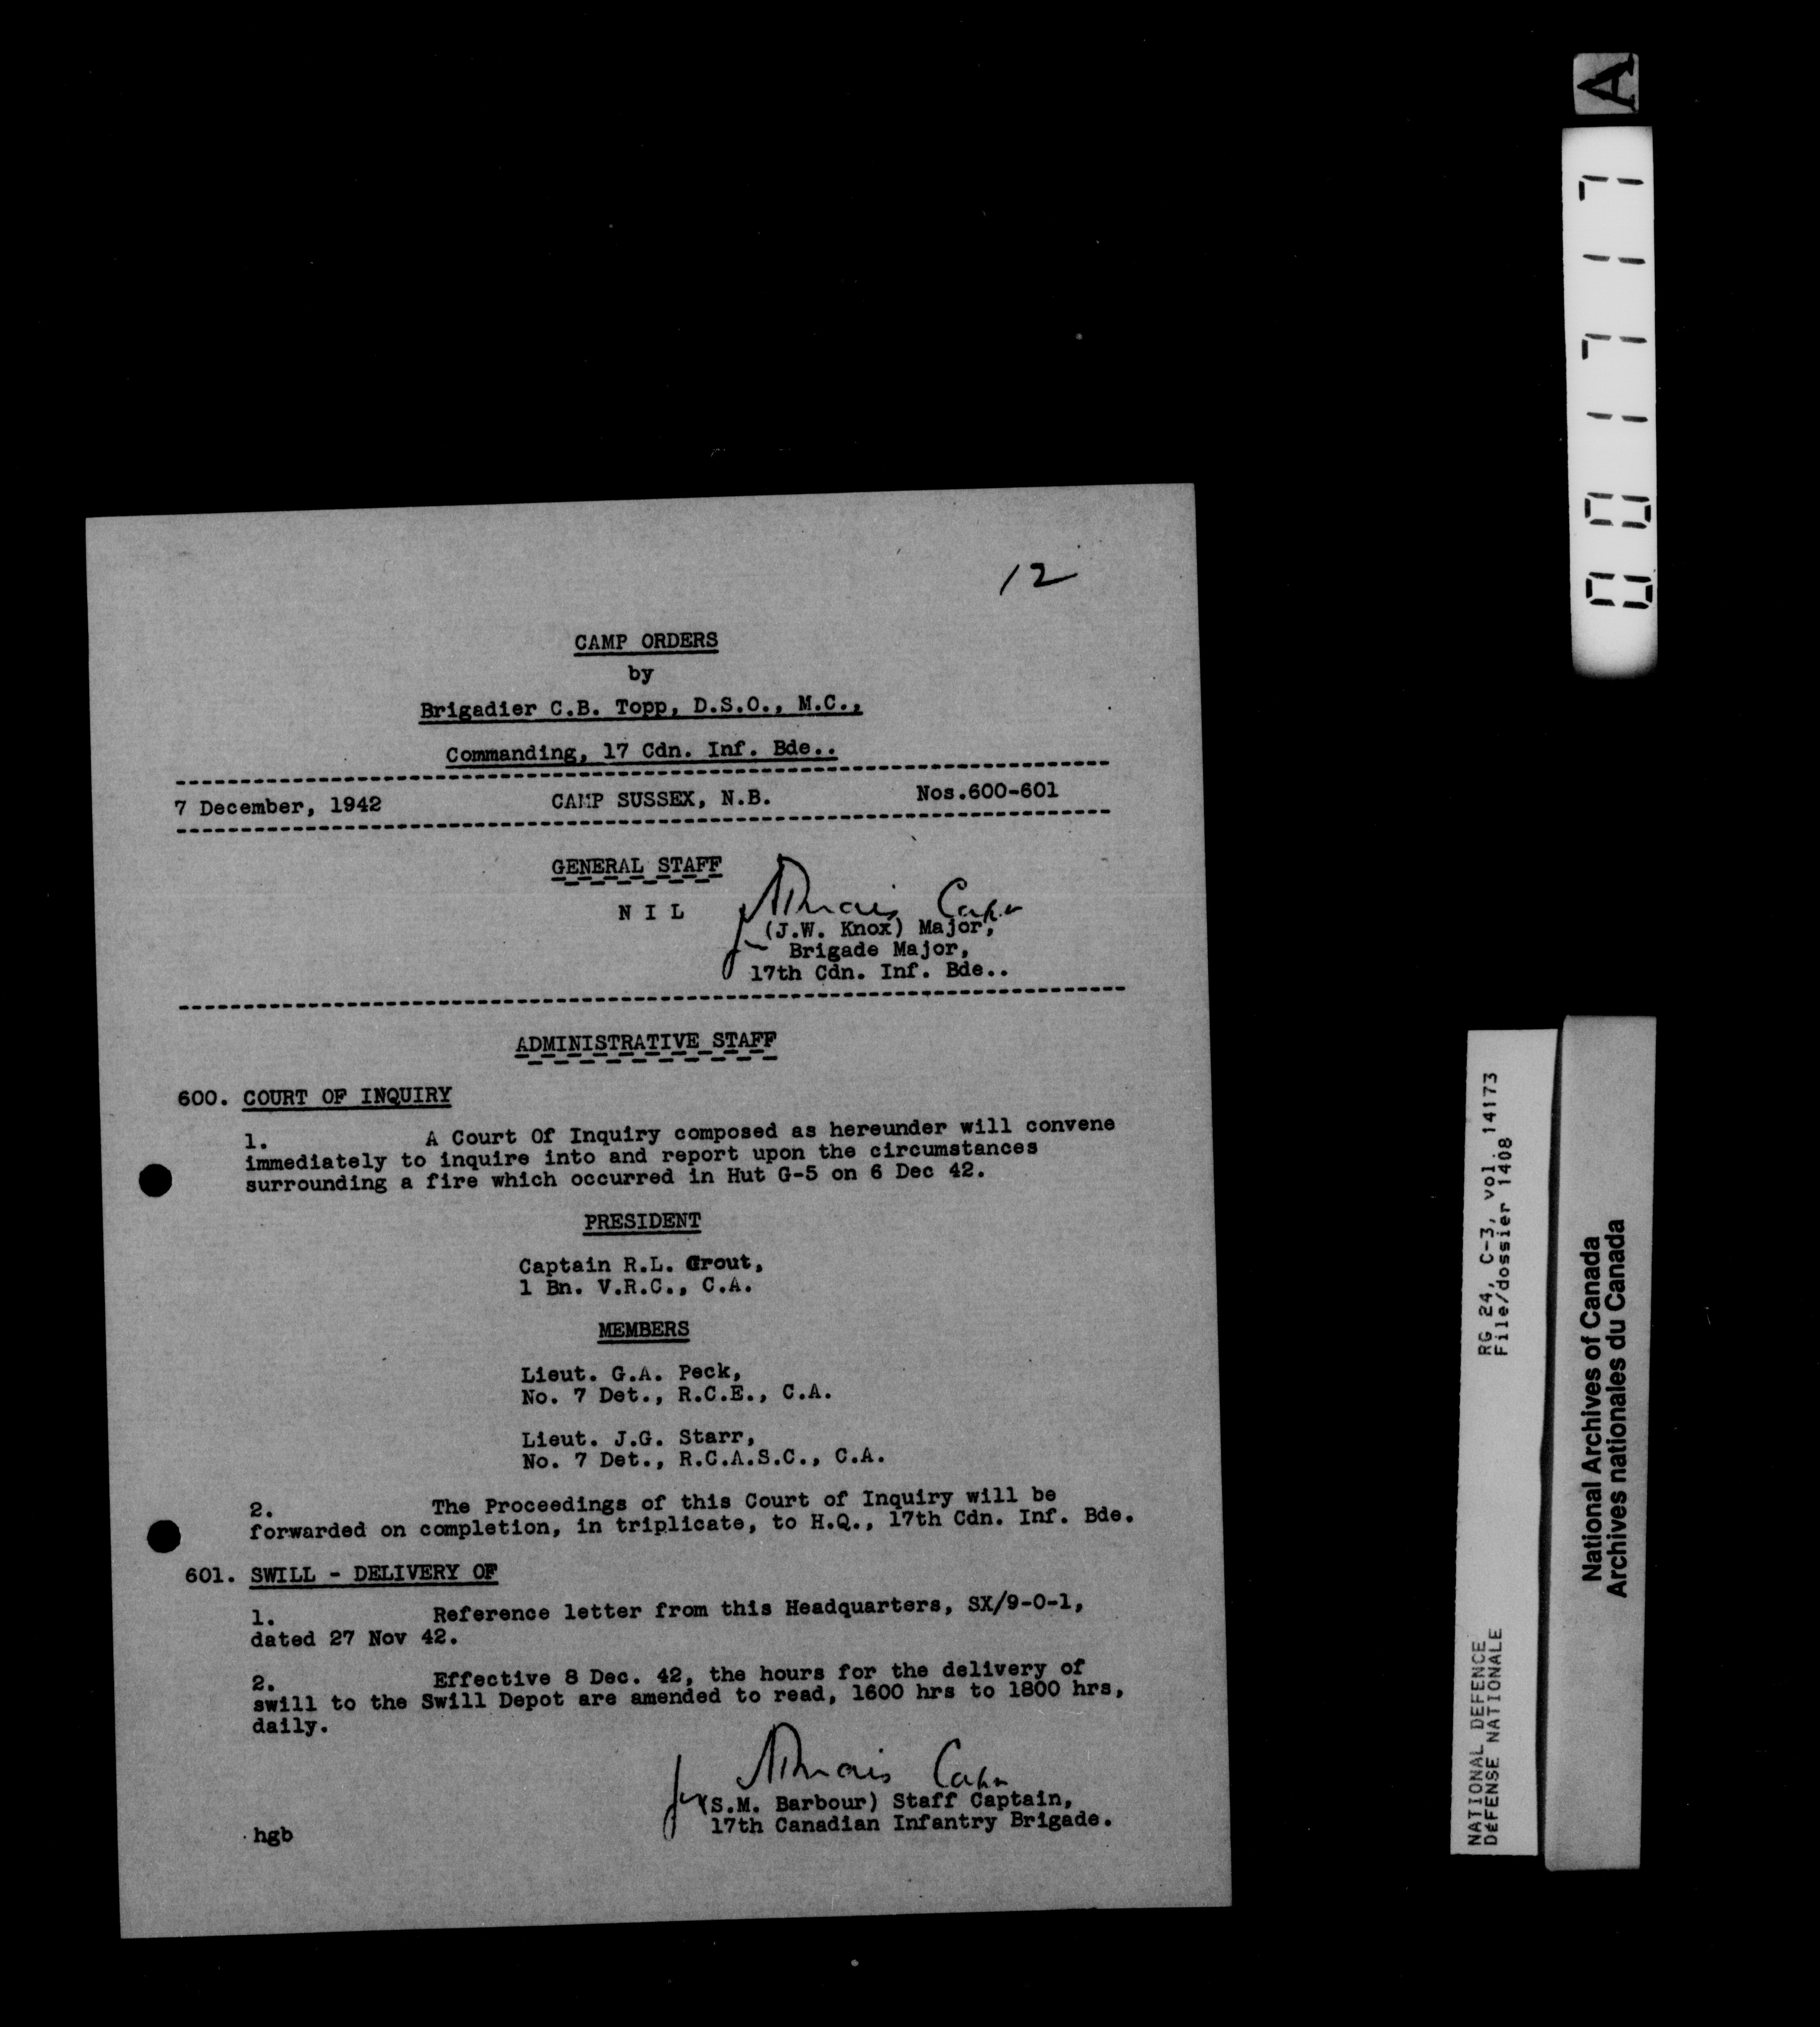 12
CAMP ORDERS
by
Brigadier C.B. Topp, D.S.O., M.C.,
Commanding, 17 Cdn. Inf. Bde..
7 December, 1942 CAMP SUSSEX, N.B. Nos.600-601
GENERAL STAFF
N I L
(J.W. Knox) Major,
Brigade Major,
17th Cdn. Inf. Bde..
ADMINISTRATIVE STAFF
600. COURT OF INQUIRY
1. A Court Of Inquiry composed as hereunder will convene
immediately to inquire into and report upon the circumstances
surrounding a fire which occurred in Hut G-5 on 6 Dec 42.
PRESIDENT
Captain R.L. Grout,
1 Bn. V.R.C., C.A.
MEMBERS
Lieut. G.A. Peck,
No. 7 Det., R.C.E., C.A.
Lieut. J.G. Starr,
No. 7 Det., R.C.A.S.C., C.A.
2. The Proceedings of this Court of Inquiry will be
forwarded on completion, in triplicate, to H.Q., 17th Cdn. Inf. Bde.
601. SWILL - DELIVERY OF
1. Reference letter from this Headquarters, SX/9-0-1,
dated 27 Nov 42.
2. Effective 8 Dec. 42, the hours for the delivery of
swill to the Swill Depot are amended to read, 1600 hrs to 1800 hrs,
daily.
(S.M. Barbour) Staff Captain,
17th Canadian Infantry Brigade.
hgb
A
001717
NATIONAL DEFENCE RG 24, C-3, vol. 14173
DéFENSE NATIONALE File/dossier 1408
National Archives of Canada
Archives nationales du Canada